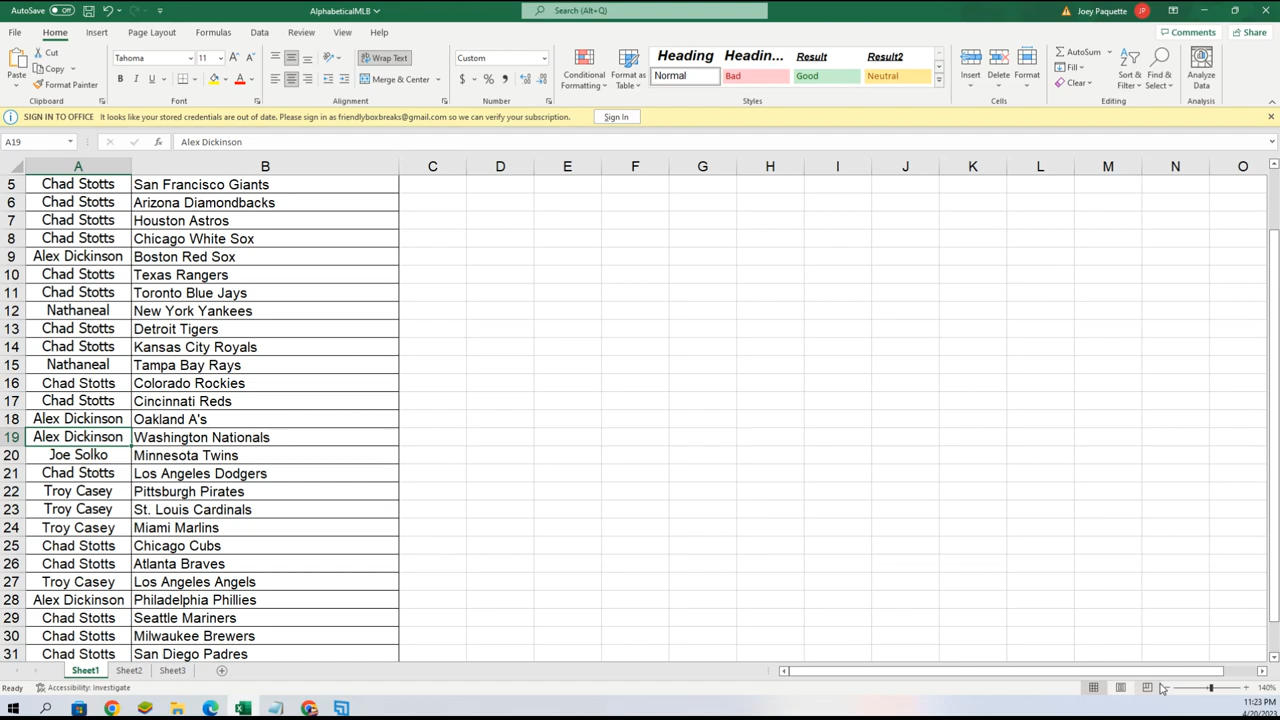 AutoSave Off AlphabeticalMLB Search (Alt+Q) Joey Paquette JP
File Home Insert Page Layout Formulas Data Review View Help Comments Share
Paste Cut Copy Format Painter Clipboard
Tahoma 11 A A B I U A Font
Wrap Text Merge & Center Alignment
Custom $ % , Number
Conditional Formatting Format as Table Heading Headin... Result Result2
Normal Bad Good Neutral Styles
Insert Delete Format Cells
AutoSum Fill Clear Sort & Filter Find & Select Editing
Analyze Data Analysis
SIGN IN TO OFFICE It looks like your stored credentials are out of date. Please sign in as friendlyboxbreaks@gmail.com so we can verify your subscription. Sign In
A19 fx Alex Dickinson
A B C D E F G H I J K L M N O
5 Chad Stotts San Francisco Giants
6 Chad Stotts Arizona Diamondbacks
7 Chad Stotts Houston Astros
8 Chad Stotts Chicago White Sox
9 Alex Dickinson Boston Red Sox
10 Chad Stotts Texas Rangers
11 Chad Stotts Toronto Blue Jays
12 Nathaneal New York Yankees
13 Chad Stotts Detroit Tigers
14 Chad Stotts Kansas City Royals
15 Nathaneal Tampa Bay Rays
16 Chad Stotts Colorado Rockies
17 Chad Stotts Cincinnati Reds
18 Alex Dickinson Oakland A's
19 Alex Dickinson Washington Nationals
20 Joe Solko Minnesota Twins
21 Chad Stotts Los Angeles Dodgers
22 Troy Casey Pittsburgh Pirates
23 Troy Casey St. Louis Cardinals
24 Troy Casey Miami Marlins
25 Chad Stotts Chicago Cubs
26 Chad Stotts Atlanta Braves
27 Troy Casey Los Angeles Angels
28 Alex Dickinson Philadelphia Phillies
29 Chad Stotts Seattle Mariners
30 Chad Stotts Milwaukee Brewers
31 Chad Stotts San Diego Padres
Sheet1 Sheet2 Sheet3
Ready Accessibility: Investigate 140%
11:23 PM
4/20/2023